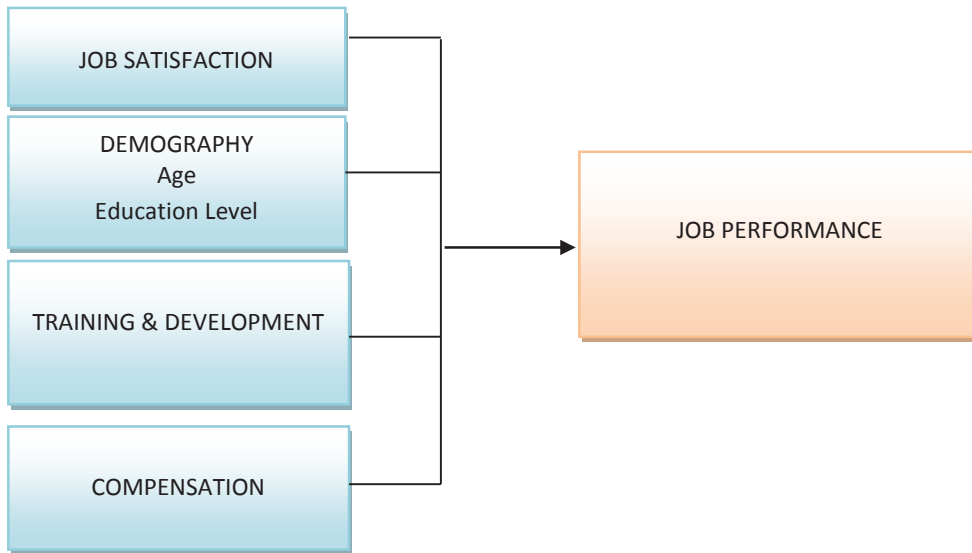 JOB SATISFACTION
DEMOGRAPHY
Age
Education Level
TRAINING & DEVELOPMENT
COMPENSATION
JOB PERFORMANCE